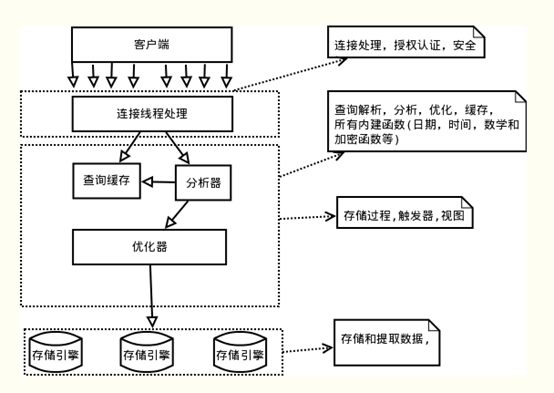 客户端
连接处理，授权认证，安全
连接线程处理
查询解析，分析，优化，缓存，
所有内建函数(日期，时间，数学和
加密函数等)
查询缓存
分析器
存储过程,触发器,视图
优化器
存储和提取数据，
存储引擎
存储引擎
存储引擎